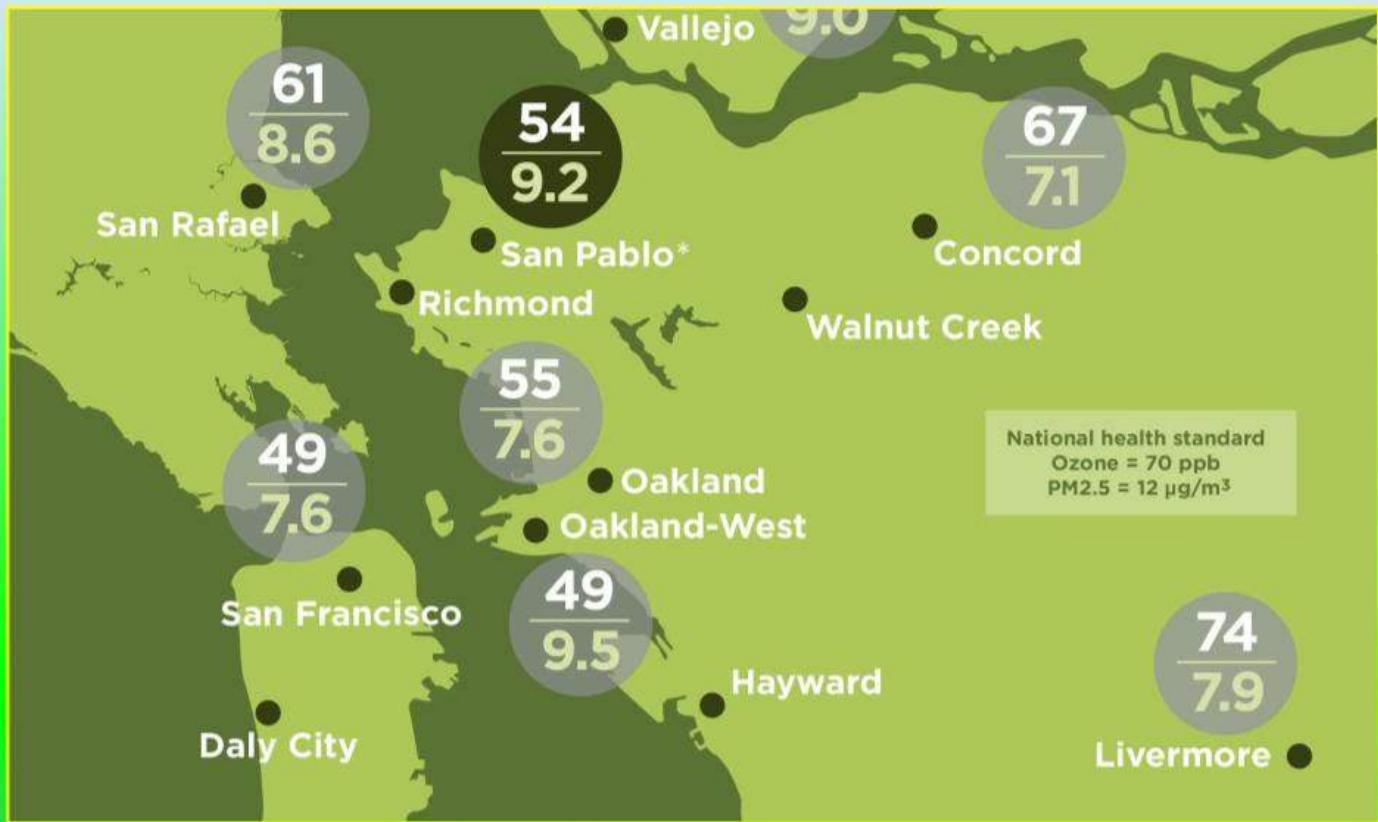 Vallejo
9.0
61
8.6
54
9.2
67
7.1
San Rafael
San Pablo*
Concord
Richmond
Walnut Creek
55
7.6
National health standard
Ozone = 70 ppb
PM2.5 = 12 µg/m³
49
7.6
Oakland
Oakland-West
San Francisco
49
9.5
74
7.9
Hayward
Daly City
Livermore